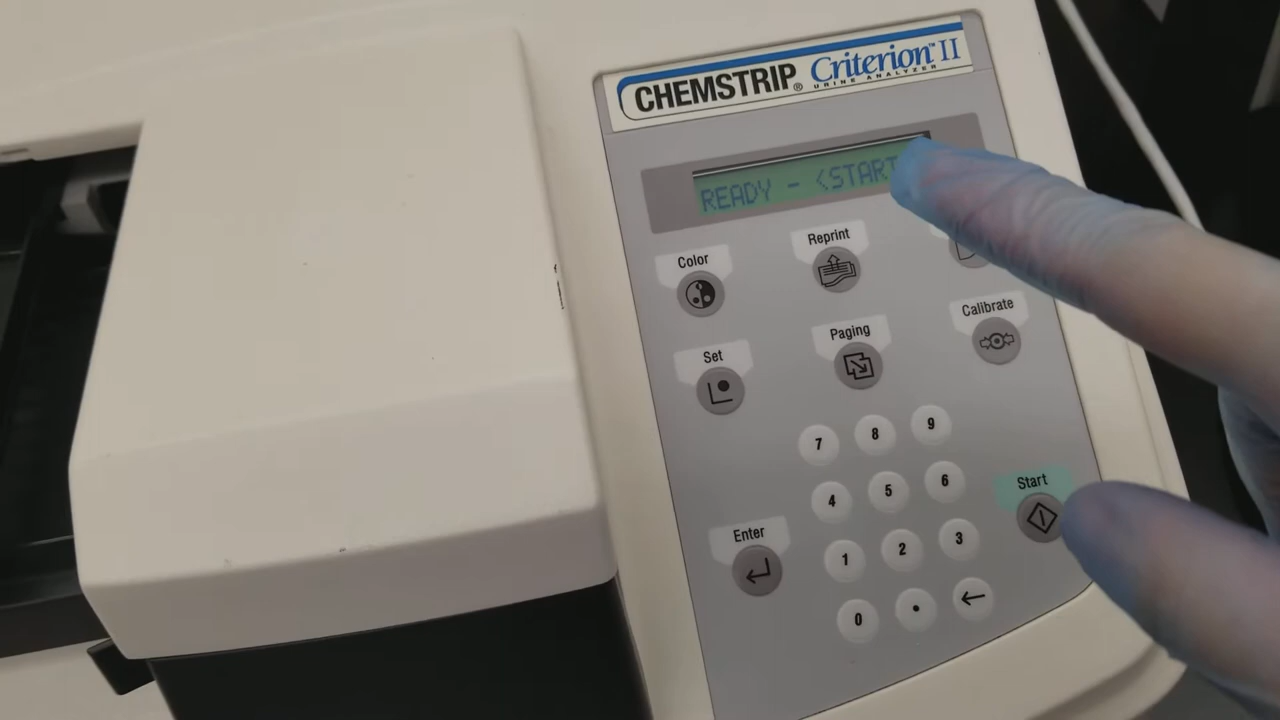 CHEMSTRIP® Criterion™ II
URINE ANALYZER
READY - <START
Color
Reprint
Set
Paging
Calibrate
7 8 9
4 5 6
Start
Enter
1 2 3
0 • ←